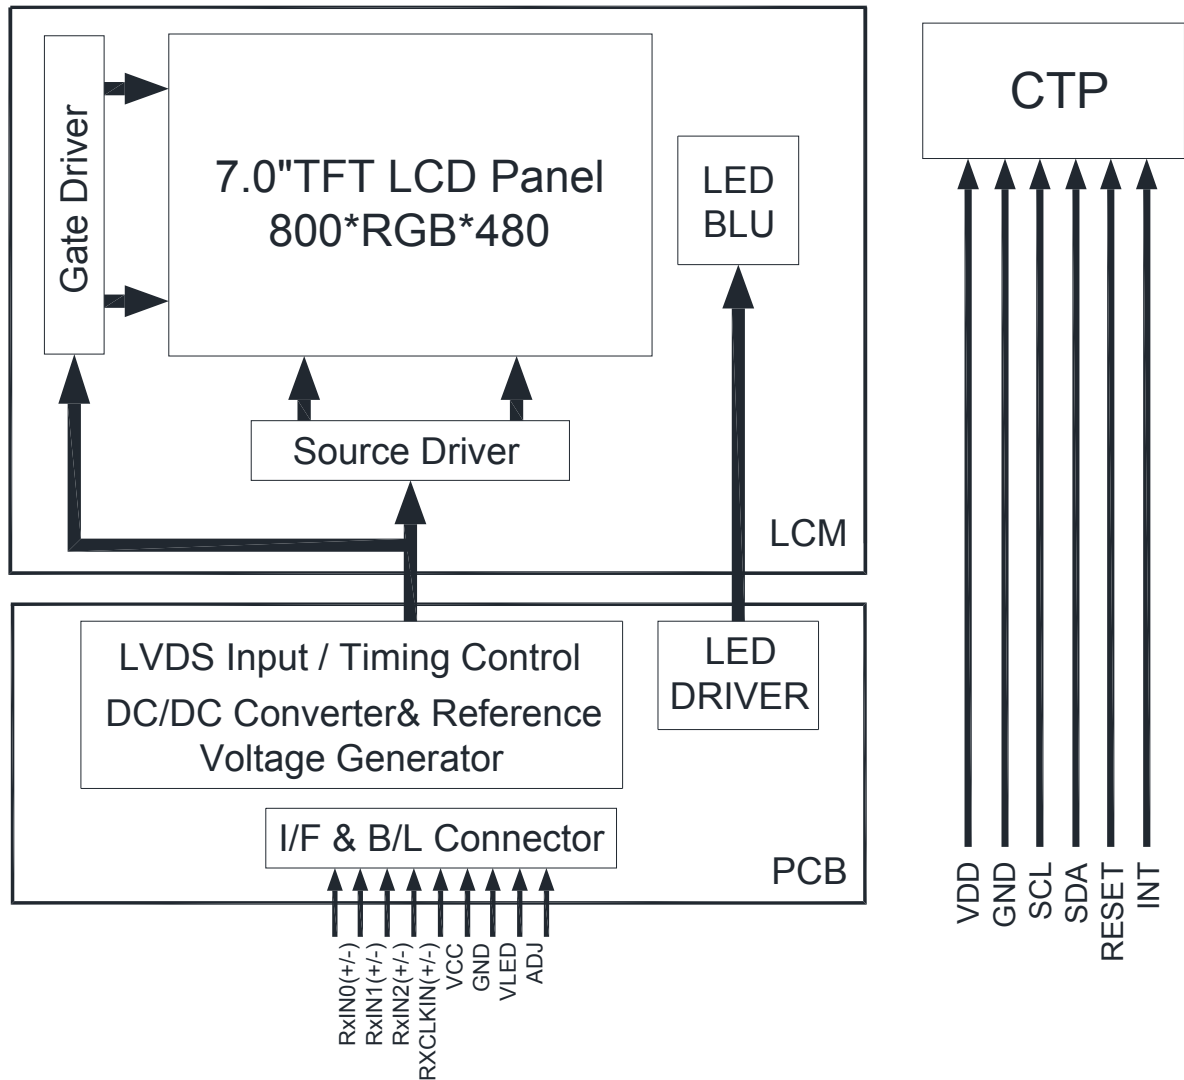 Gate Driver
7.0"TFT LCD Panel
800*RGB*480
LED
BLU
Source Driver
LCM
LVDS Input / Timing Control
DC/DC Converter& Reference
Voltage Generator
LED
DRIVER
I/F & B/L Connector
PCB
RxIN0(+/-)
RxIN1(+/-)
RxIN2(+/-)
RXCLKIN(+/-)
VCC
GND
VLED
ADJ
CTP
VDD
GND
SCL
SDA
RESET
INT